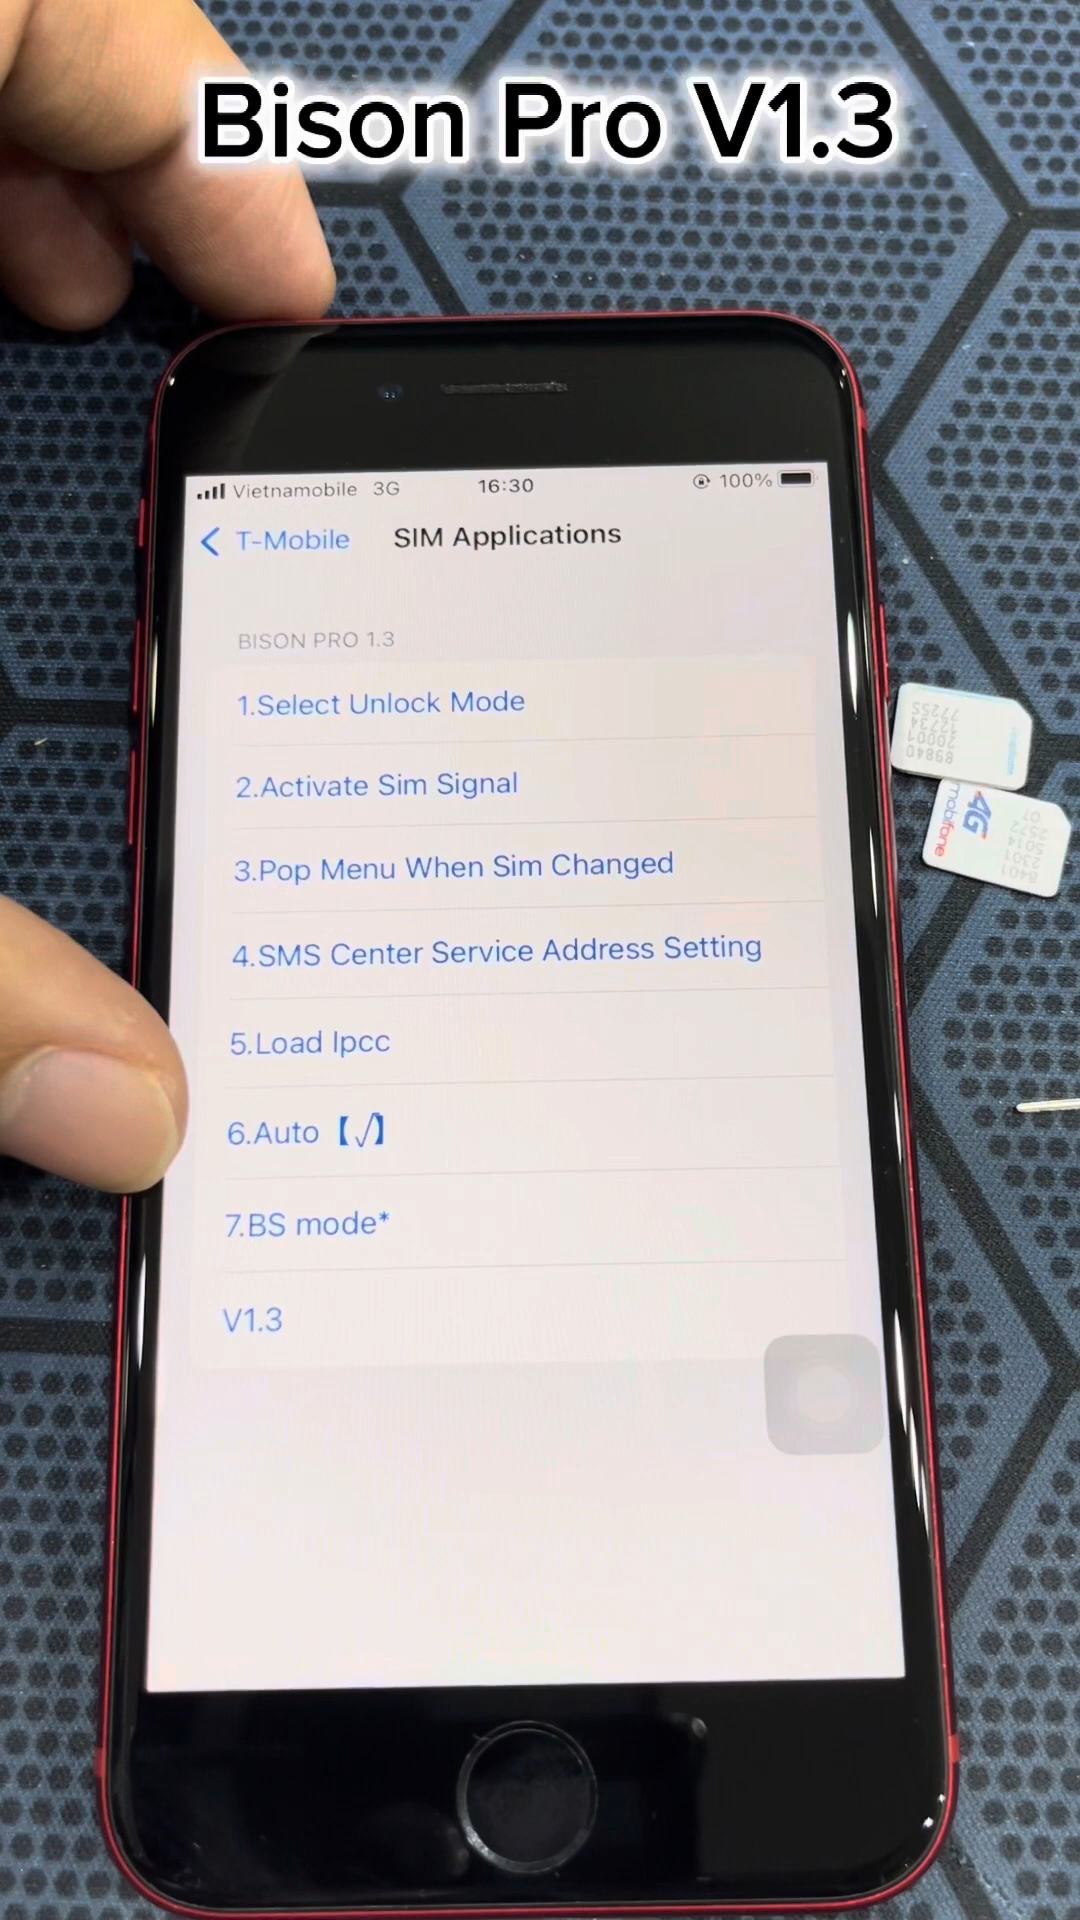 Bison Pro V1.3
Vietnamobile 3G 16:30 100%
T-Mobile SIM Applications
BISON PRO 1.3
1.Select Unlock Mode
2.Activate Sim Signal
3.Pop Menu When Sim Changed
4.SMS Center Service Address Setting
5.Load Ipcc
6.Auto【√】
7.BS mode*
V1.3
89840
4G
mobifone
8401